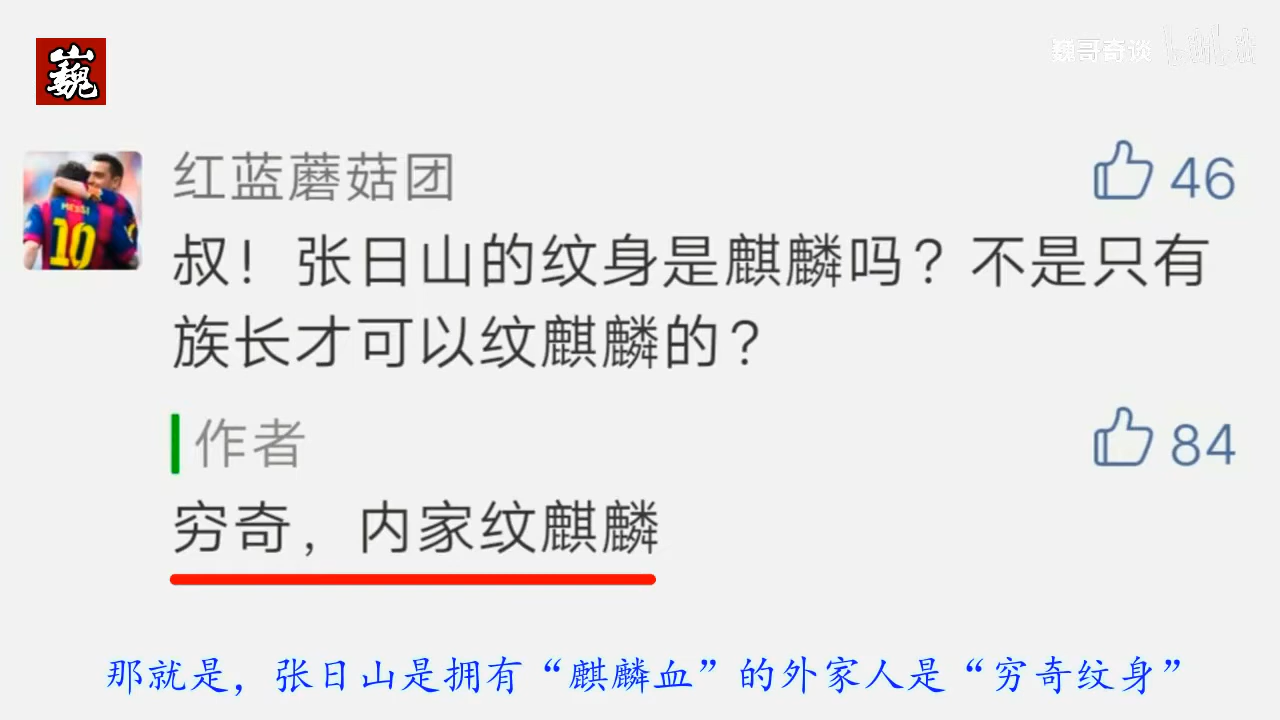 巍
巍哥奇谈 bilibili
红蓝蘑菇团
46
叔！张日山的纹身是麒麟吗？不是只有
族长才可以纹麒麟的？
作者
84
穷奇，内家纹麒麟
MESSI
10
那就是，张日山是拥有“麒麟血”的外家人是“穷奇纹身”